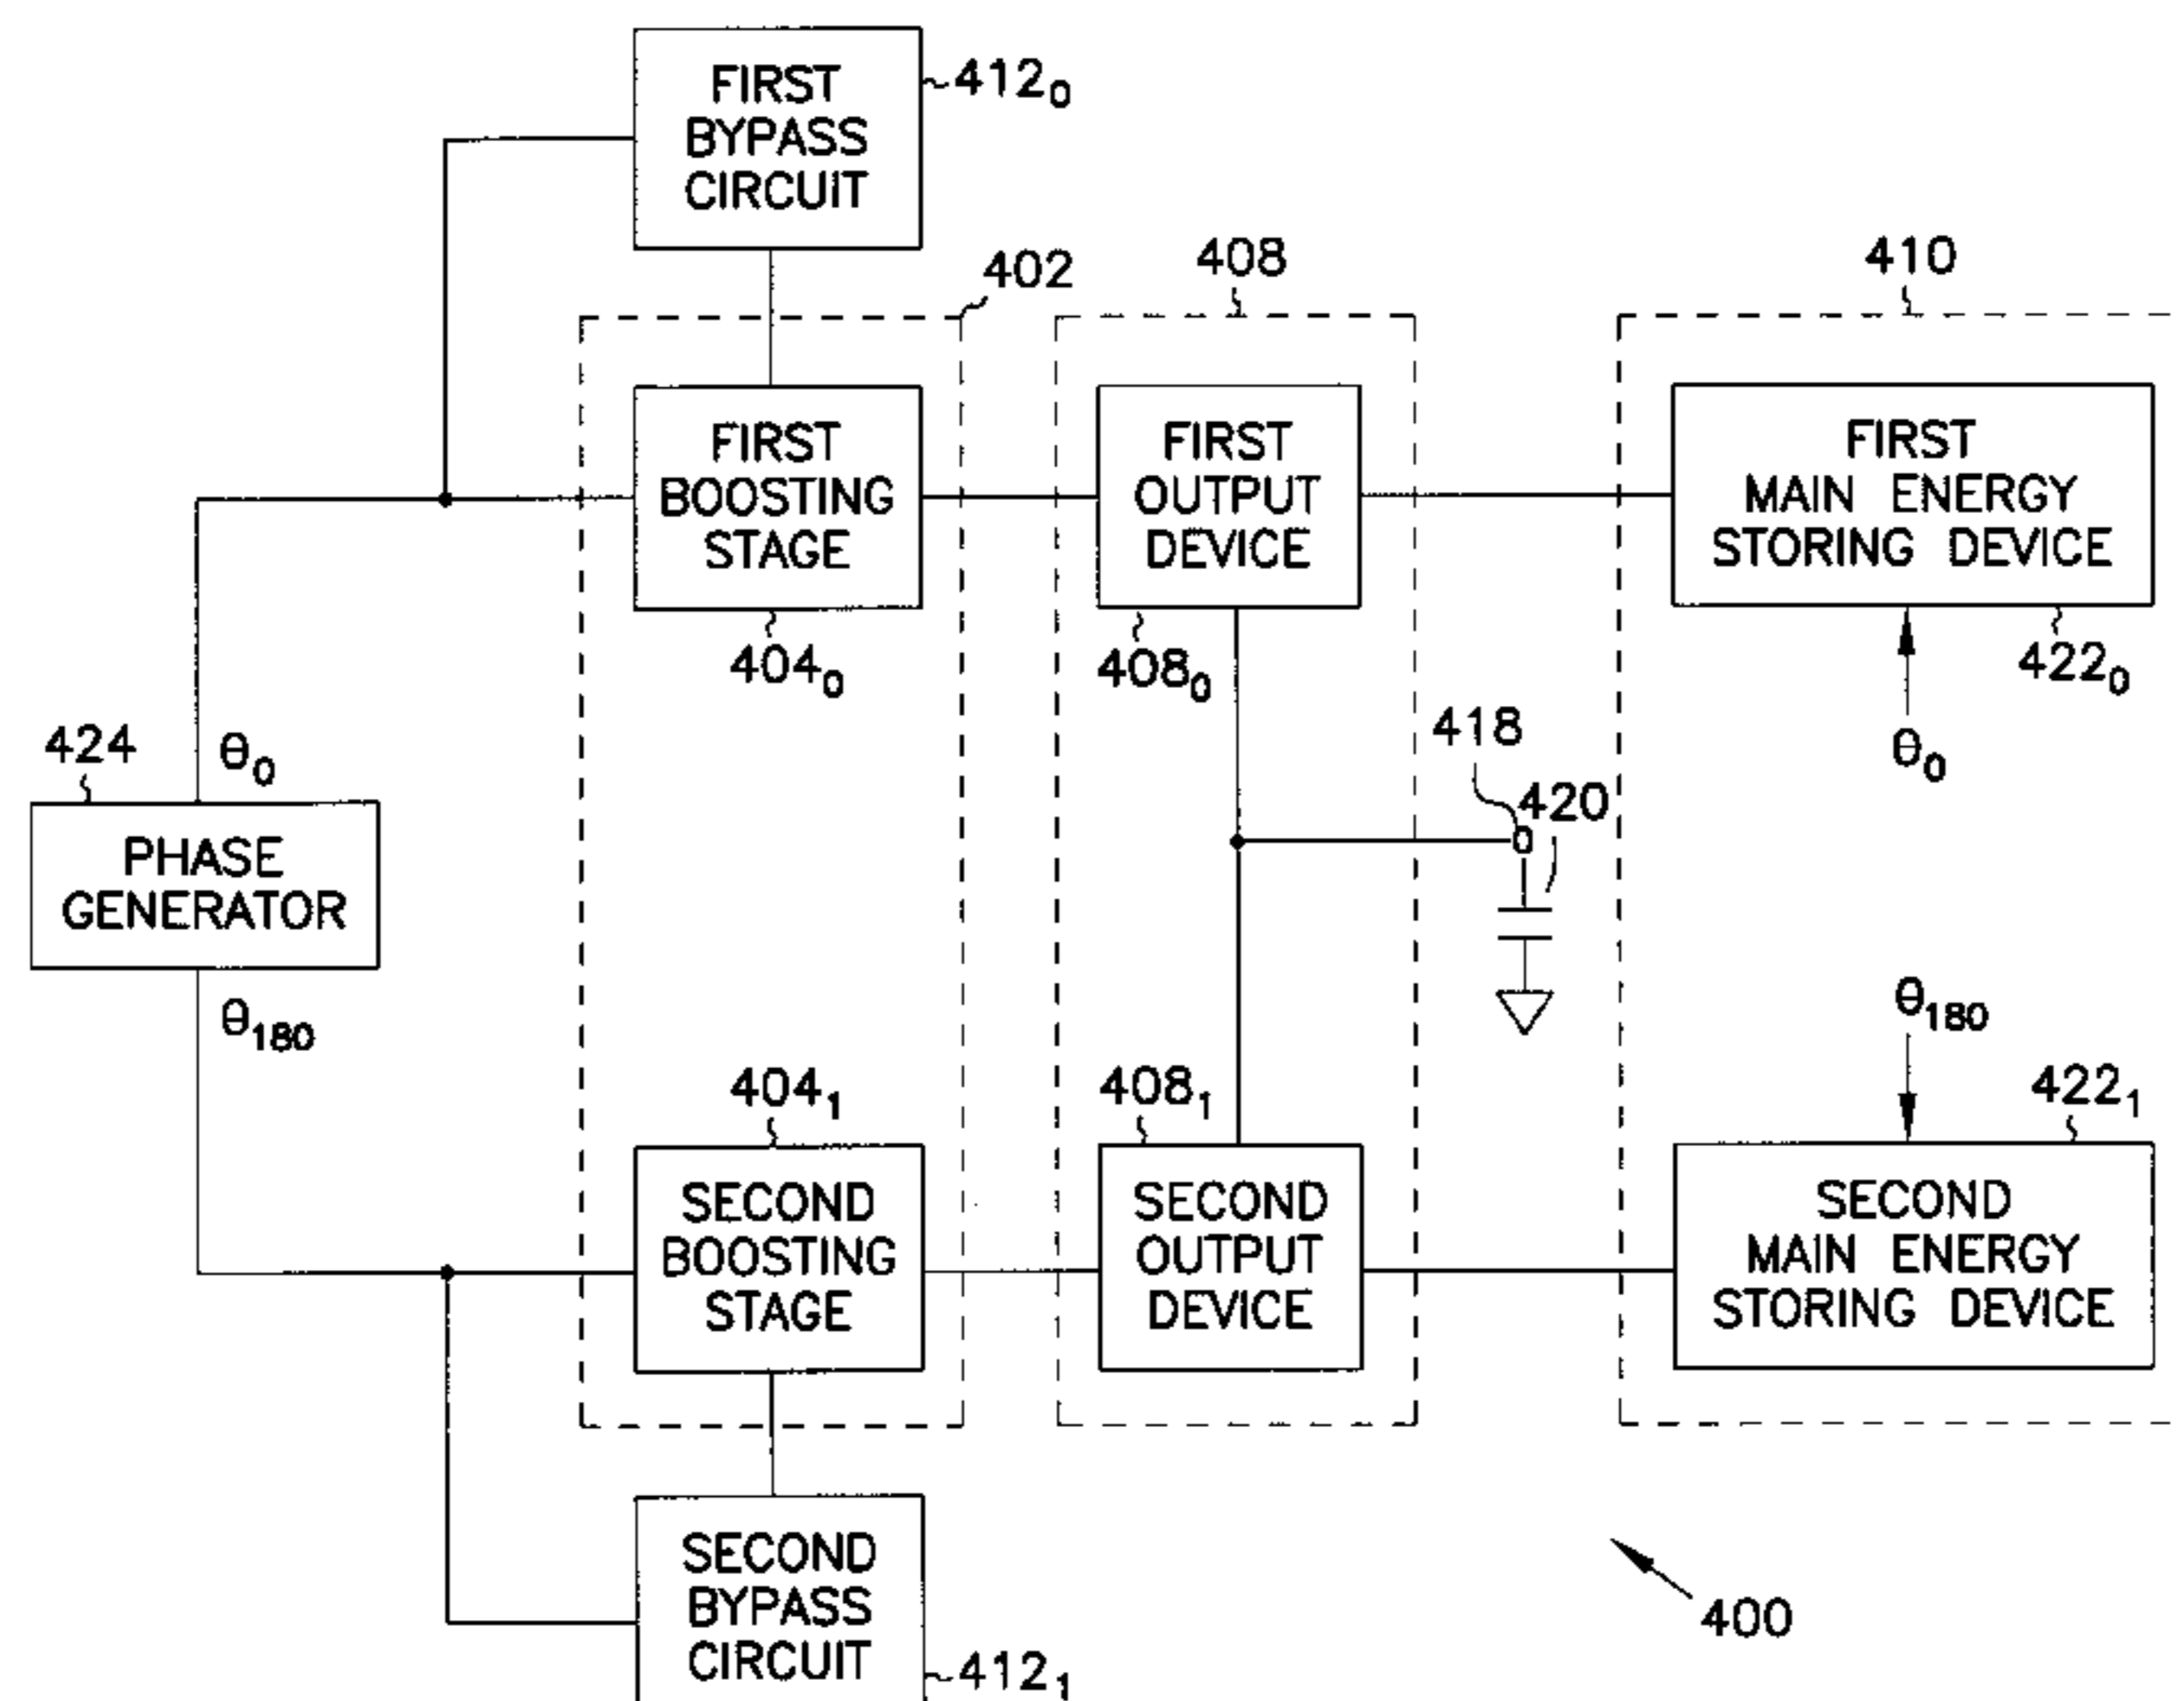 FIRST
BYPASS
CIRCUIT
412₀
402
408
410
FIRST
BOOSTING
STAGE
404₀
FIRST
OUTPUT
DEVICE
408₀
FIRST
MAIN ENERGY
STORING DEVICE
422₀
θ₀
424
θ₀
PHASE
GENERATOR
θ₁₈₀
418
420
θ₁₈₀
404₁
SECOND
BOOSTING
STAGE
408₁
SECOND
OUTPUT
DEVICE
422₁
SECOND
MAIN ENERGY
STORING DEVICE
SECOND
BYPASS
CIRCUIT
412₁
400